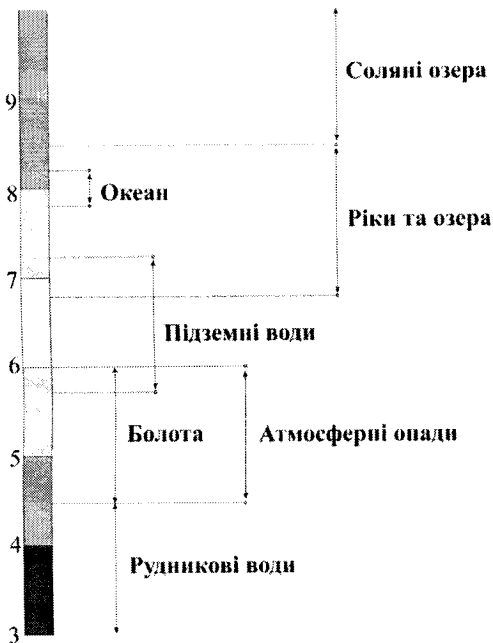 Соляні озера
9
8
Океан
Ріки та озера
7
Підземні води
6
Болота
Атмосферні опади
5
4
Рудникові води
3